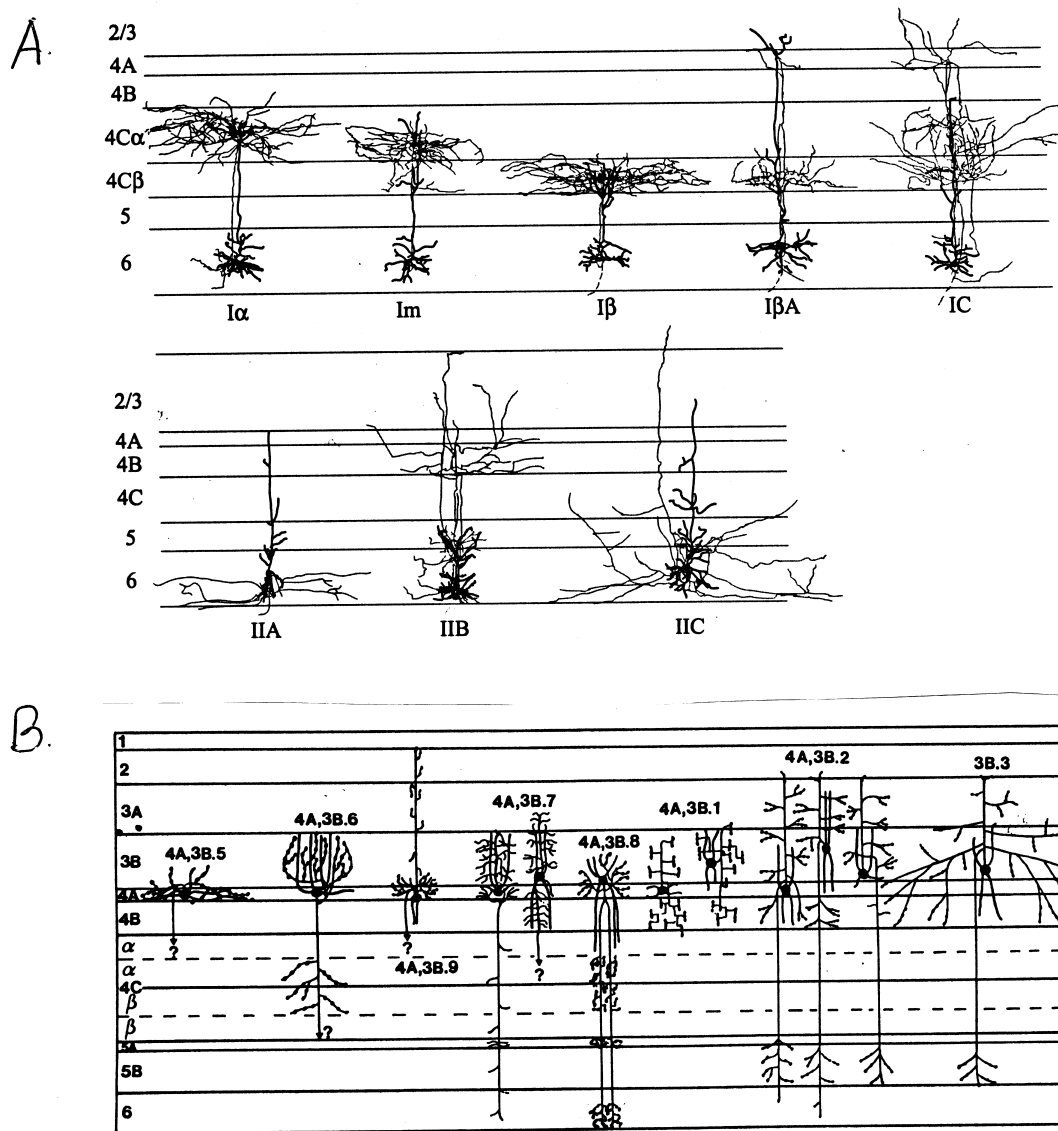 A.
2/3
4A
4B
4Cα
4Cβ
5
6
Iα Im Iβ IβA IC
2/3
4A
4B
4C
5
6
IIA IIB IIC
B.
1
2
4A,3B.2 3B.3
3A
4A,3B.6 4A,3B.7 4A,3B.1
4A,3B.5 4A,3B.8
3B
4A
4B
? ?
α
α 4A,3B.9 ?
4C
β
β ?
5A
5B
6